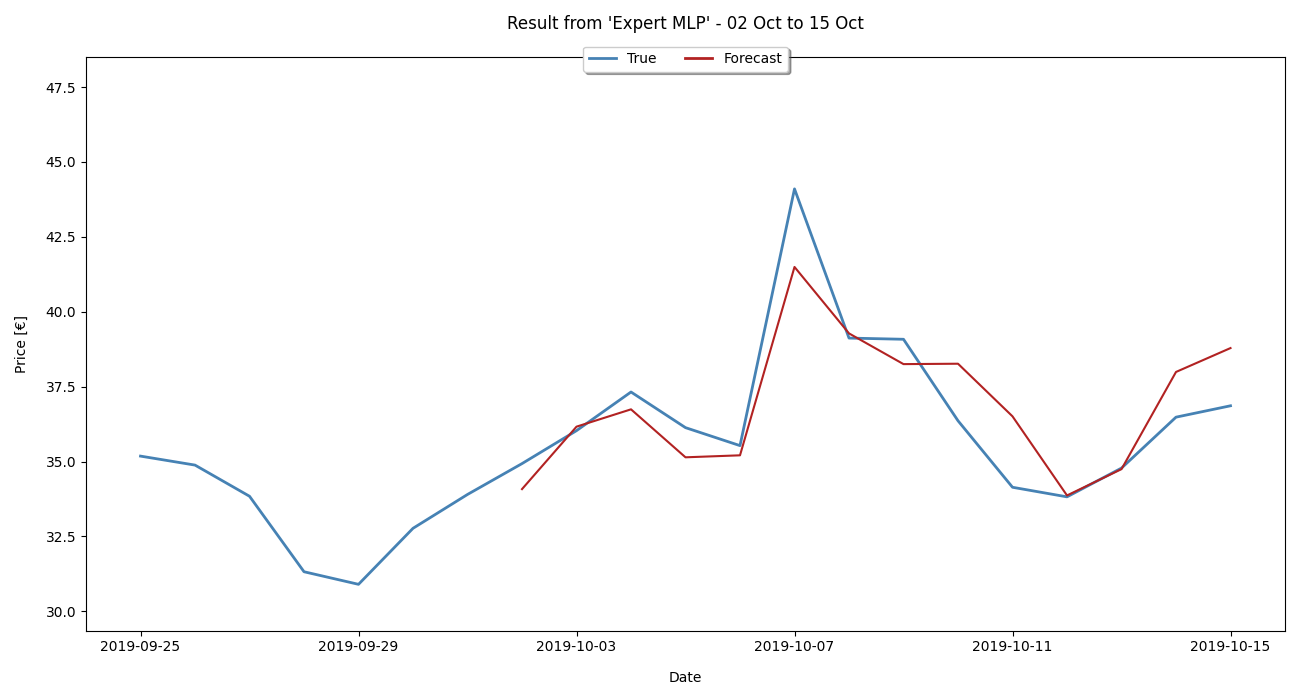 Result from 'Expert MLP' - 02 Oct to 15 Oct
True Forecast
47.5
45.0
42.5
40.0
37.5
35.0
32.5
30.0
Price [€]
2019-09-25 2019-09-29 2019-10-03 2019-10-07 2019-10-11 2019-10-15
Date